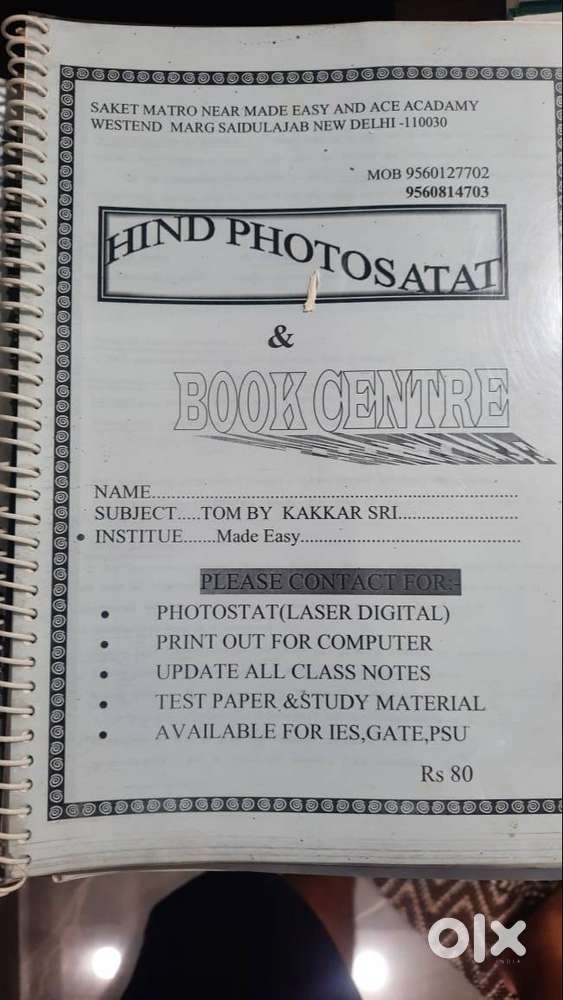 SAKET MATRO NEAR MADE EASY AND ACE ACADAMY
WESTEND MARG SAIDULAJAB NEW DELHI -110030
MOB 9560127702
9560814703
HIND PHOTOSATAT
&
BOOK CENTRE
NAME......................................................................
SUBJECT.....TOM BY KAKKAR SRI.......................
• INSTITUE......Made Easy..........................................
PLEASE CONTACT FOR:-
• PHOTOSTAT(LASER DIGITAL)
• PRINT OUT FOR COMPUTER
• UPDATE ALL CLASS NOTES
• TEST PAPER &STUDY MATERIAL
• AVAILABLE FOR IES,GATE,PSU
Rs 80
olx
INDIA